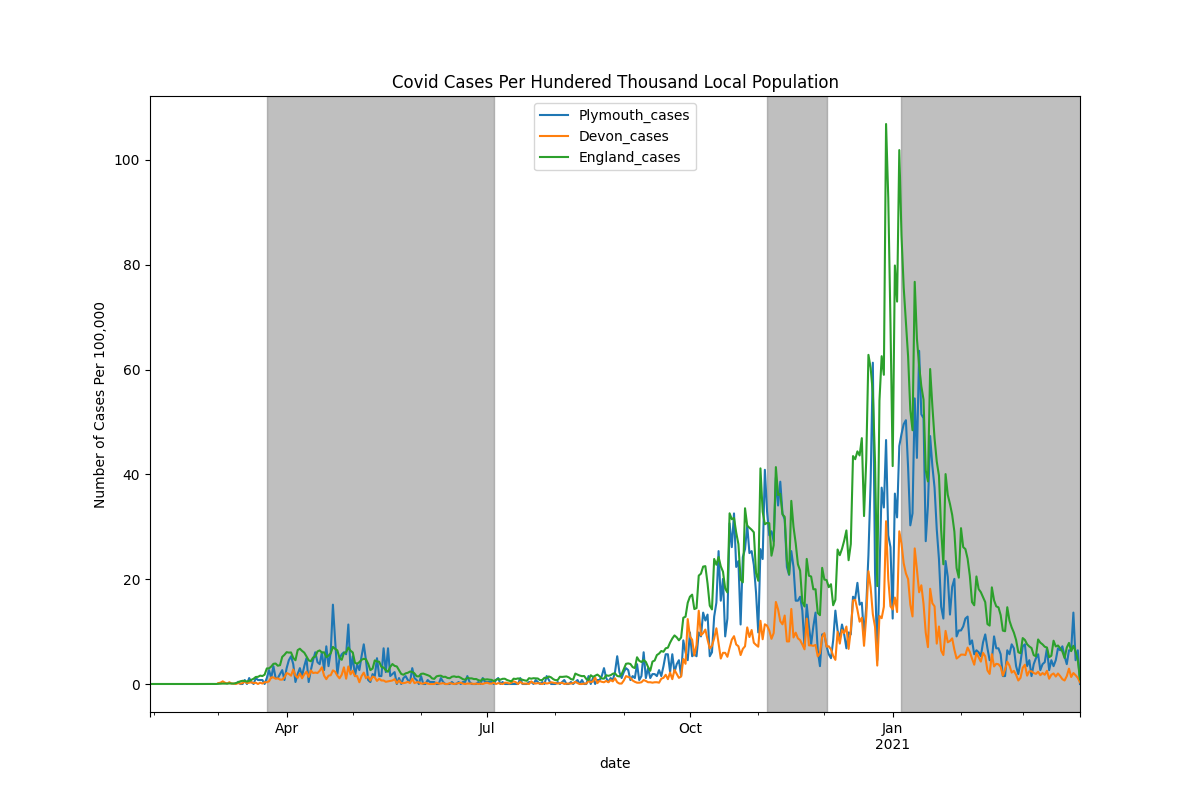 Covid Cases Per Hundered Thousand Local Population
Plymouth_cases
Devon_cases
England_cases
Number of Cases Per 100,000
100
80
60
40
20
0
Apr
Jul
Oct
Jan
2021
date